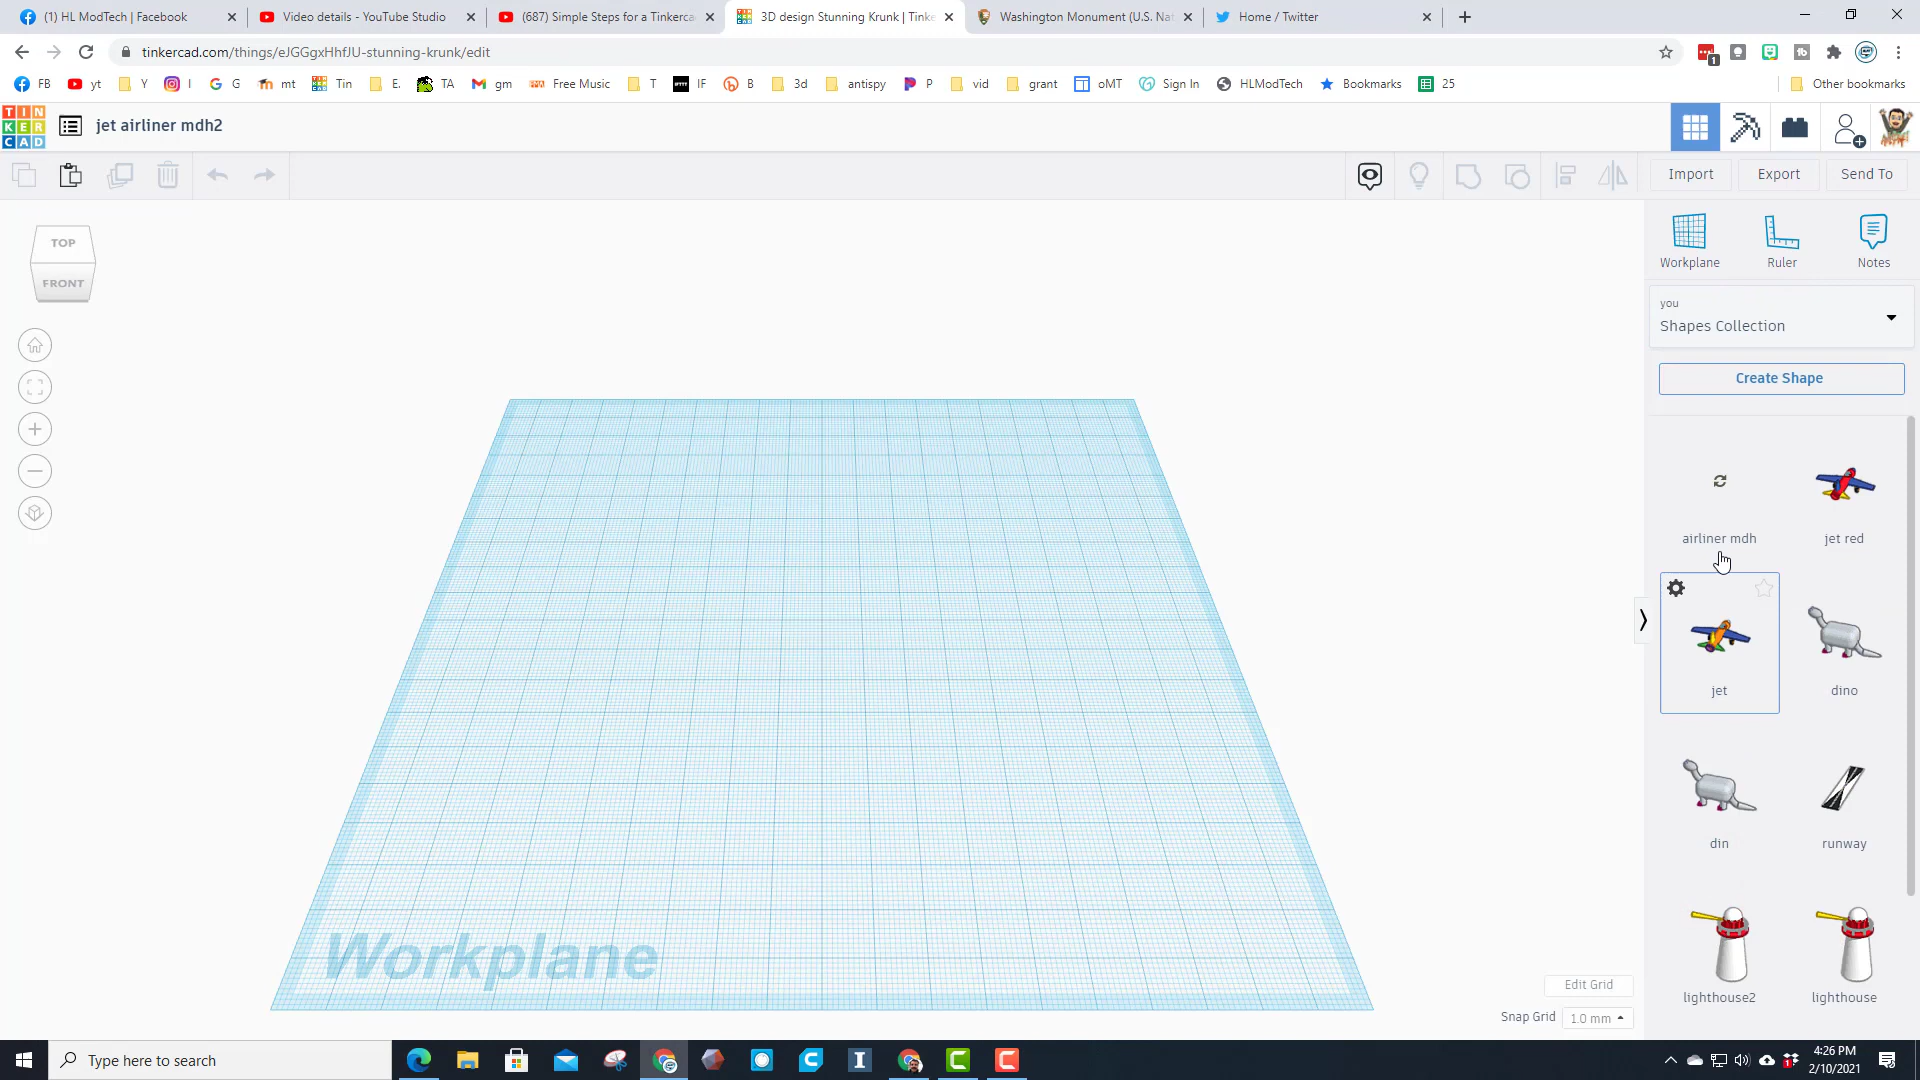 (1) HL ModTech | Facebook
Video details - YouTube Studio
(687) Simple Steps for a Tinkerca
3D design Stunning Krunk | Tinke
Washington Monument (U.S. Nat
Home / Twitter
tinkercad.com/things/eJGGgxHhfJU-stunning-krunk/edit
1
FB
yt
Y
I
G
mt
Tin
E.
TA
gm
Free Music
T
IF
B
3d
antispy
P
vid
grant
oMT
Sign In
HLModTech
Bookmarks
25
Other bookmarks
TIN
KER
CAD
jet airliner mdh2
Import
Export
Send To
TOP
FRONT
Workplane
Ruler
Notes
you
Shapes Collection
Create Shape
airliner mdh
jet red
jet
dino
din
runway
lighthouse2
lighthouse
Workplane
Edit Grid
Snap Grid
1.0 mm
Type here to search
4:26 PM
2/10/2021